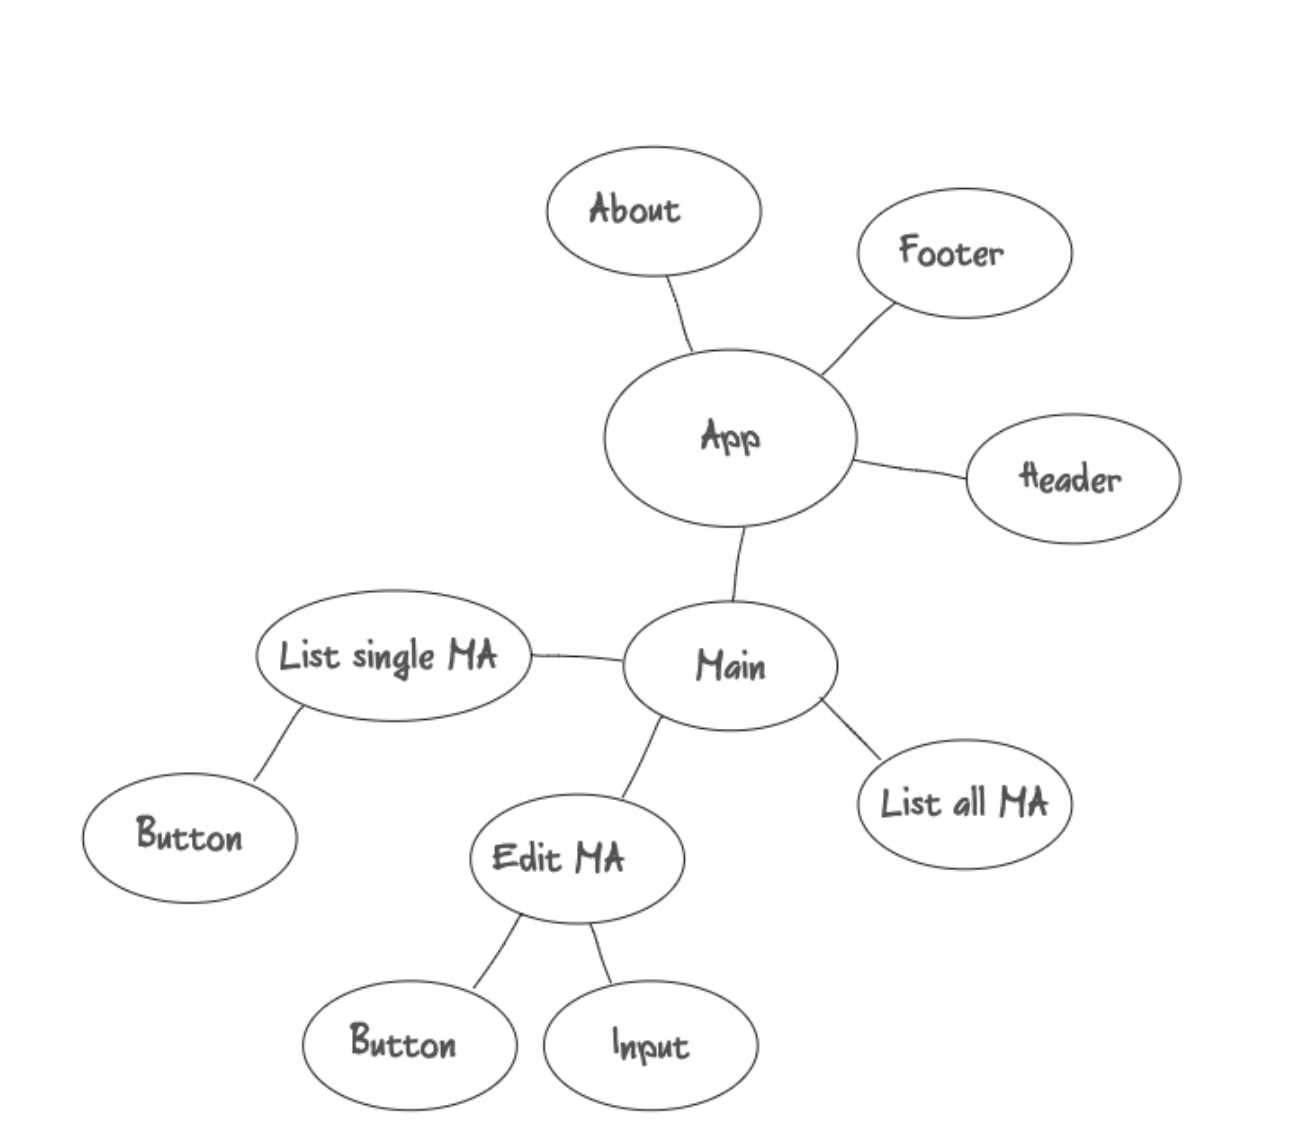 About
Footer
App
Header
List single MA
Main
List all MA
Button
Edit MA
Button
Input